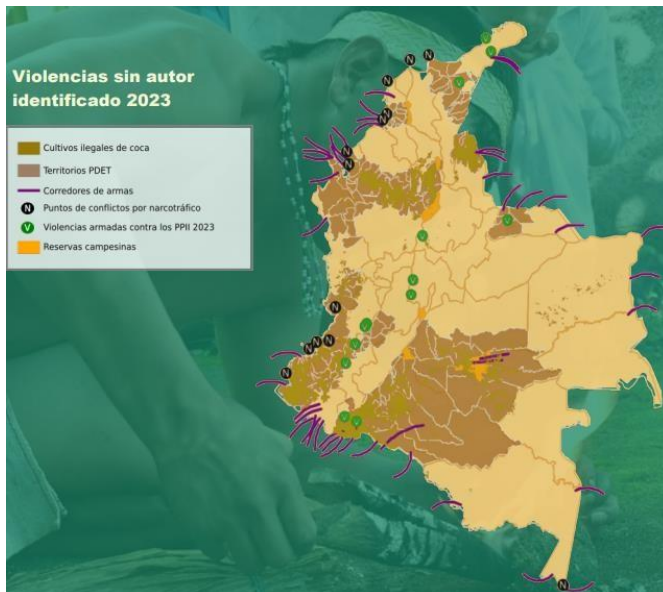 Violencias sin autor
identificado 2023
Cultivos ilegales de coca
Territorios PDET
Corredores de armas
N Puntos de conflictos por narcotráfico
V Violencias armadas contra los PPII 2023
Reservas campesinas
V
V
N
N
N
V
N
N
N
N
V
V
V
V
N
V
N
N
N
V
V
N
V
V
N